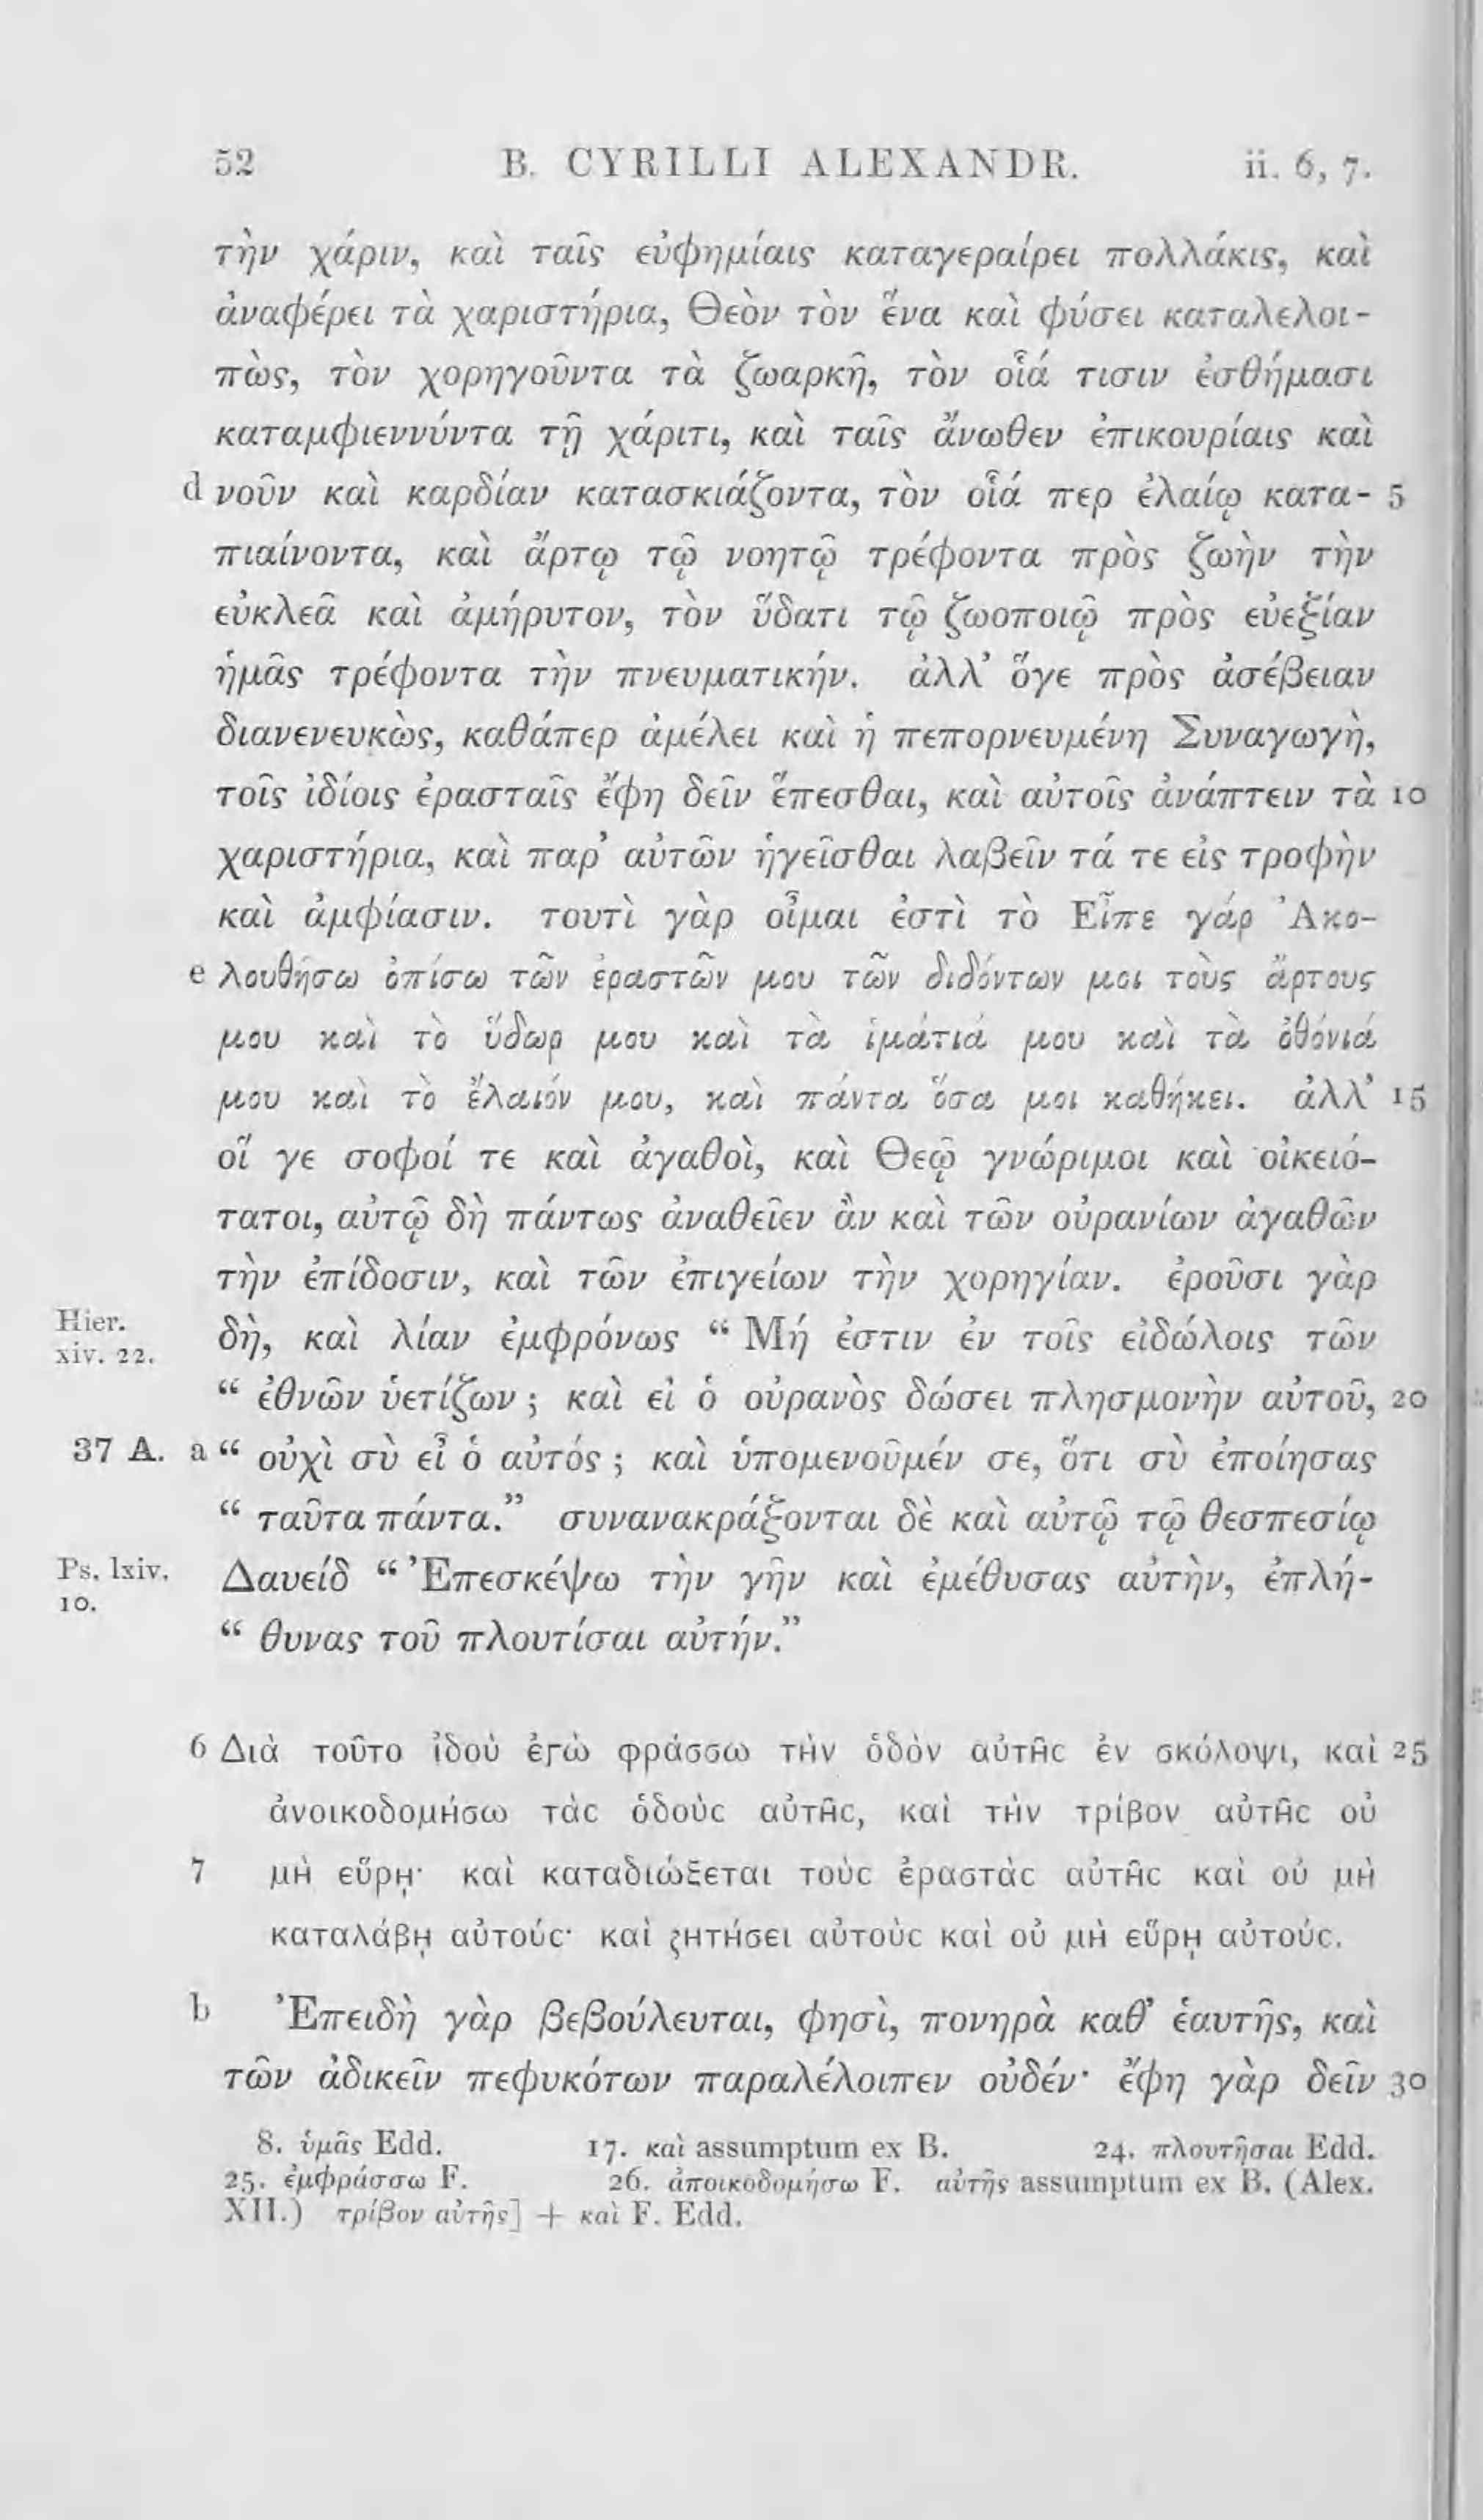 52 B. CYRILLI ALEXANDR. ii. 6, 7.
τὴν χάριν, καὶ ταῖς εὐφημίαις καταγεραίρει πολλάκις, καὶ
ἀναφέρει τὰ χαριστήρια, Θεὸν τὸν ἕνα καὶ φύσει καταλελοι-
πὼς, τὸν χορηγοῦντα τὰ ζωαρκῆ, τὸν οἷά τισιν ἐσθήμασι
καταμφιεννύντα τῇ χάριτι, καὶ ταῖς ἄνωθεν ἐπικουρίαις καὶ
d νοῦν καὶ καρδίαν κατασκιάζοντα, τὸν οἷά περ ἐλαίῳ κατα- 5
πιαίνοντα, καὶ ἄρτῳ τῷ νοητῷ τρέφοντα πρὸς ζωὴν τὴν
εὐκλεᾶ καὶ ἀμήρυτον, τὸν ὕδατι τῷ ζωοποιῷ πρὸς εὐεξίαν
ἡμᾶς τρέφοντα τὴν πνευματικήν. ἀλλ' ὅγε πρὸς ἀσέβειαν
διανενευκὼς, καθάπερ ἀμέλει καὶ ἡ πεπορνευμένη Συναγωγὴ,
τοῖς ἰδίοις ἐρασταῖς ἔφη δεῖν ἕπεσθαι, καὶ αὐτοῖς ἀνάπτειν τὰ 10
χαριστήρια, καὶ παρ' αὐτῶν ἡγεῖσθαι λαβεῖν τά τε εἰς τροφὴν
καὶ ἀμφίασιν. τουτὶ γὰρ οἶμαι ἐστὶ τὸ Εἶπε γάρ Ἀκο-
e λουθήσω ὀπίσω τῶν ἐραστῶν μου τῶν διδόντων μοι τοὺς ἄρτους
μου καὶ τὸ ὕδωρ μου καὶ τὰ ἱμάτιά μου καὶ τὰ ὀθόνιά
μου καὶ τὸ ἔλαιόν μου, καὶ πάντα ὅσα μοι καθήκει. ἀλλ' 15
οἵ γε σοφοί τε καὶ ἀγαθοὶ, καὶ Θεῷ γνώριμοι καὶ οἰκειό-
τατοι, αὐτῷ δὴ πάντως ἀναθεῖεν ἂν καὶ τῶν οὐρανίων ἀγαθῶν
τὴν ἐπίδοσιν, καὶ τῶν ἐπιγείων τὴν χορηγίαν. ἐροῦσι γὰρ
Hier. xiv. 22. δὴ, καὶ λίαν ἐμφρόνως “ Μή ἐστιν ἐν τοῖς εἰδώλοις τῶν
“ ἐθνῶν ὑετίζων ; καὶ εἰ ὁ οὐρανὸς δώσει πλησμονὴν αὐτοῦ, 20
37 A. a “ οὐχὶ σὺ εἶ ὁ αὐτός ; καὶ ὑπομενοῦμέν σε, ὅτι σὺ ἐποίησας
“ ταῦτα πάντα.” συνανακράξονται δὲ καὶ αὐτῷ τῷ θεσπεσίῳ
Ps. lxiv. 10. Δαυείδ “ Ἐπεσκέψω τὴν γῆν καὶ ἐμέθυσας αὐτὴν, ἐπλή-
“ θυνας τοῦ πλουτίσαι αὐτήν.”
6 Διὰ τοῦτο ἰδοὺ ἐγὼ φράσσω τὴν ὁδὸν αὐτῆς ἐν σκόλοψι, καὶ 25
ἀνοικοδομήσω τὰς ὁδοὺς αὐτῆς, καὶ τὴν τρίβον αὐτῆς οὐ
7 μὴ εὕρῃ· καὶ καταδιώξεται τοὺς ἐραστὰς αὐτῆς καὶ οὐ μὴ
καταλάβῃ αὐτούς· καὶ ζητήσει αὐτοὺς καὶ οὐ μὴ εὕρῃ αὐτούς.
b Ἐπειδὴ γὰρ βεβούλευται, φησὶ, πονηρὰ καθ' ἑαυτῆς, καὶ
τῶν ἀδικεῖν πεφυκότων παραλέλοιπεν οὐδέν· ἔφη γὰρ δεῖν 30
8. ὑμᾶς Edd. 17. καὶ assumptum ex B. 24. πλουτῆσαι Edd.
25. ἐμφράσσω F. 26. ἀποικοδομήσω F. αὐτῆς assumptum ex B. (Alex.
XII.) τρίβον αὐτῆς] + καὶ F. Edd.